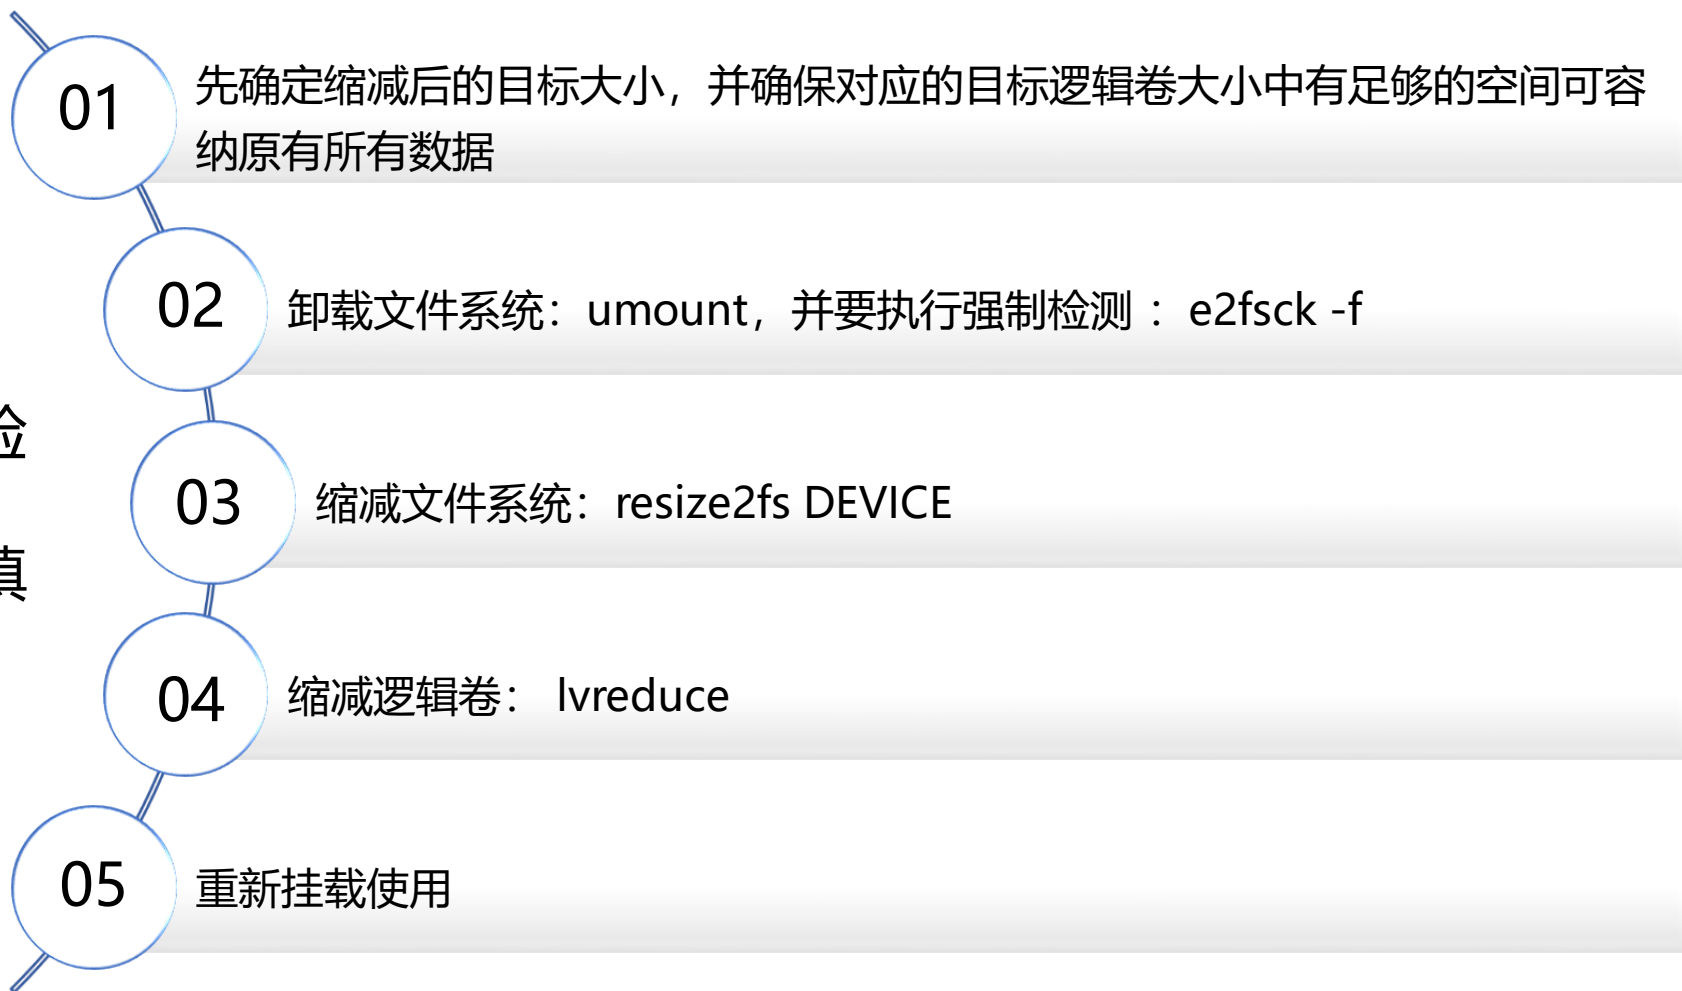 01
先确定缩减后的目标大小，并确保对应的目标逻辑卷大小中有足够的空间可容
纳原有所有数据
02
卸载文件系统：umount，并要执行强制检测 ：e2fsck -f
03
缩减文件系统：resize2fs DEVICE
04
缩减逻辑卷： lvreduce
05
重新挂载使用